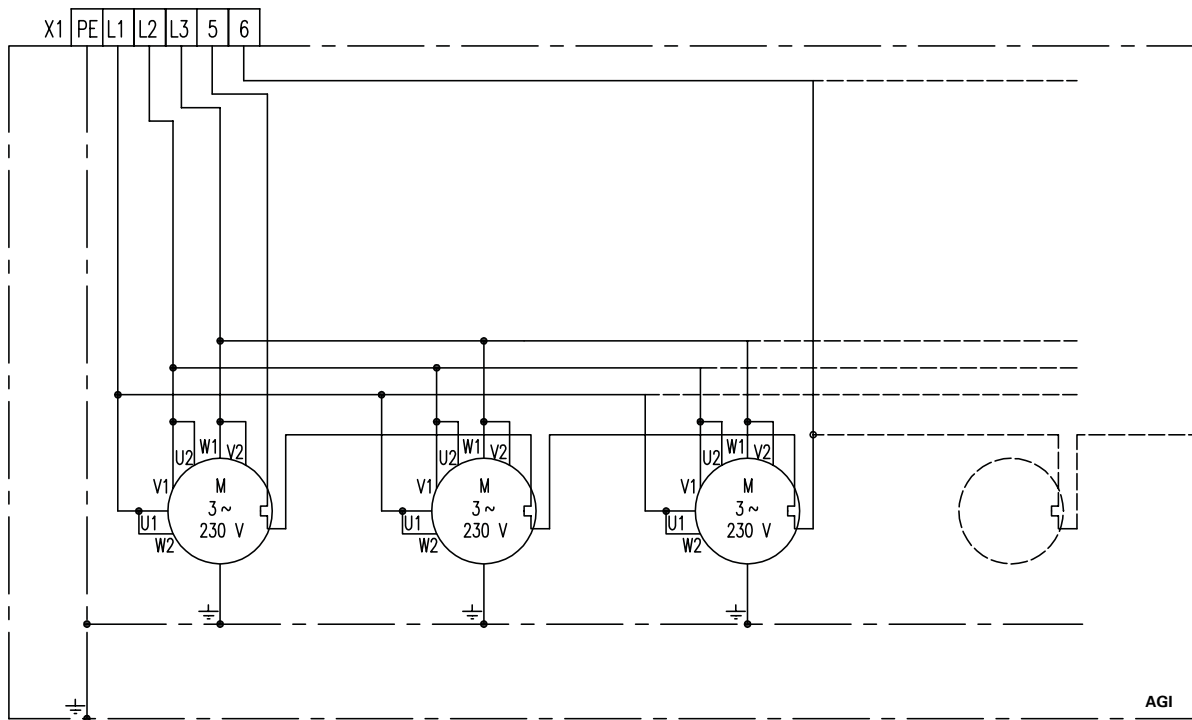 X1 PE L1 L2 L3 5 6
U2 W1 V2 U2 W1 V2 U2 W1 V2
V1 M V1 M V1 M
3 ~ 3 ~ 3 ~
U1 230 V U1 230 V U1 230 V
W2 W2 W2
AGI